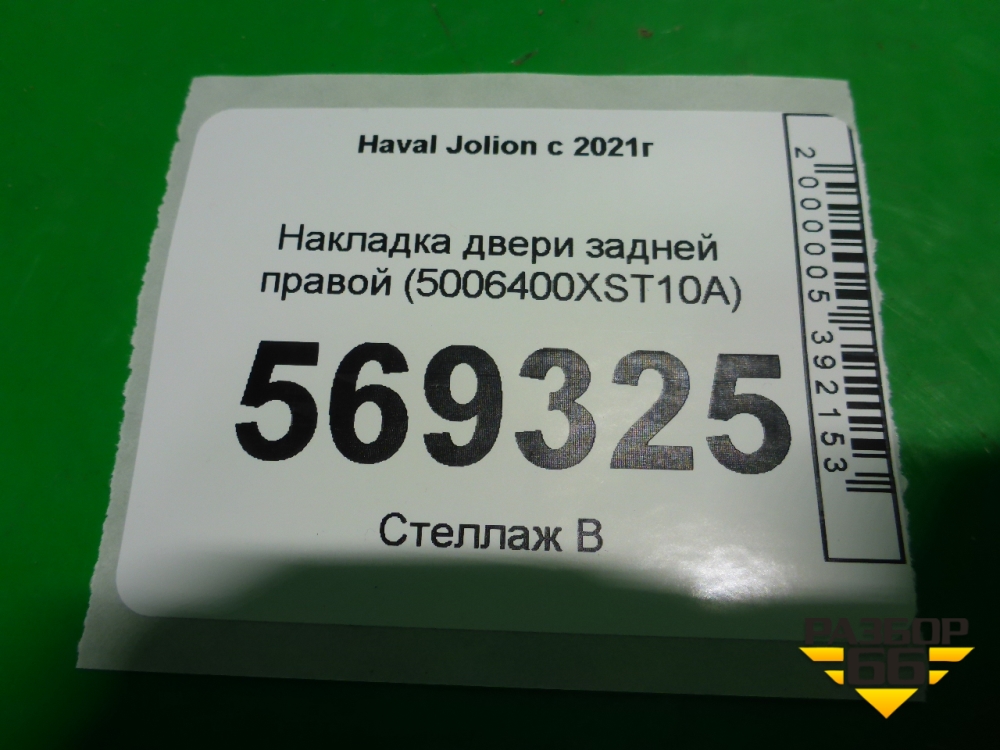 Haval Jolion с 2021г
Накладка двери задней
правой (5006400XST10A)
569325
Стеллаж В
2000005392153
РАЗБОР
66